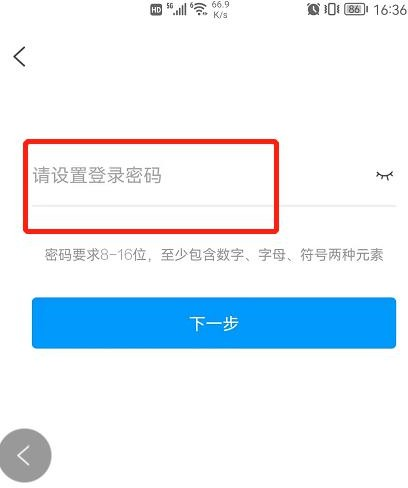 HD 5G 6 66.9 K/s 86 16:36
请设置登录密码
密码要求8-16位，至少包含数字、字母、符号两种元素
下一步